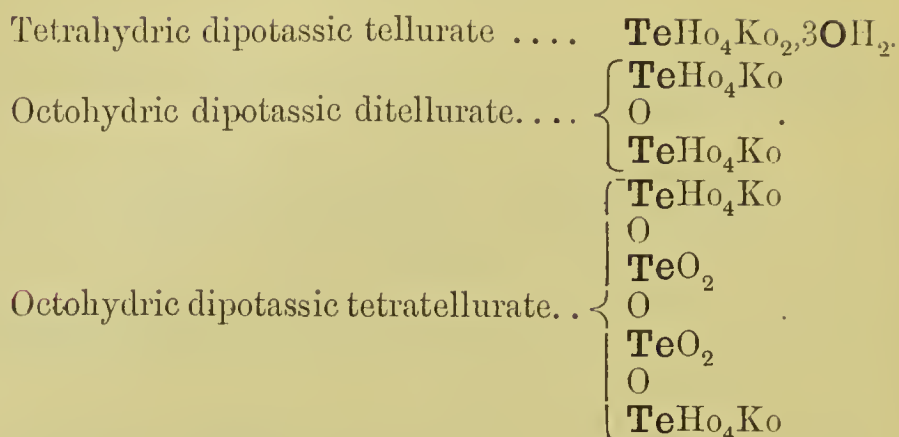 Tetrahydric dipotassic tellurate .... TeHo₄Ko₂,3OH₂.
TeHo₄Ko
Octohydric dipotassic ditellurate.... { O .
TeHo₄Ko
TeHo₄Ko
O
TeO₂
Octohydric dipotassic tetratellurate.. { O .
TeO₂
O
TeHo₄Ko